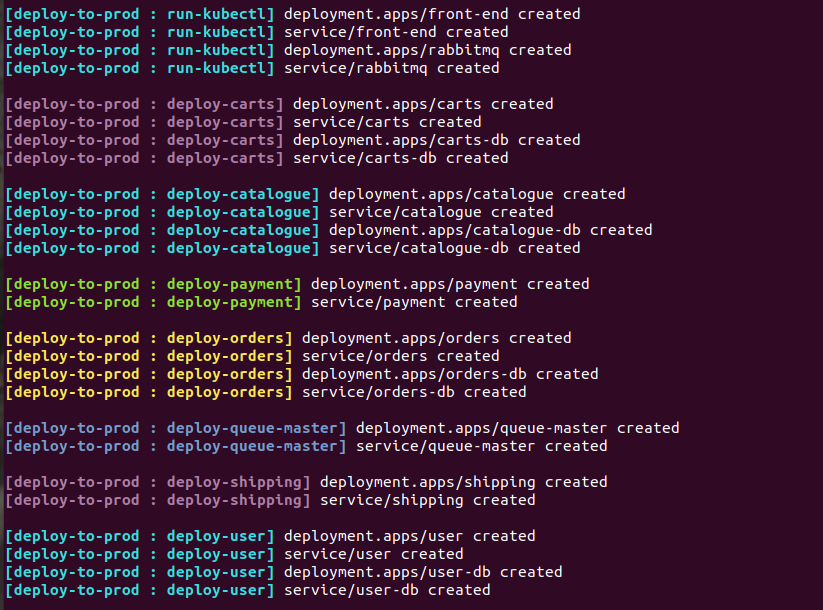 [deploy-to-prod : run-kubectl] deployment.apps/front-end created
[deploy-to-prod : run-kubectl] service/front-end created
[deploy-to-prod : run-kubectl] deployment.apps/rabbitmq created
[deploy-to-prod : run-kubectl] service/rabbitmq created
[deploy-to-prod : deploy-carts] deployment.apps/carts created
[deploy-to-prod : deploy-carts] service/carts created
[deploy-to-prod : deploy-carts] deployment.apps/carts-db created
[deploy-to-prod : deploy-carts] service/carts-db created
[deploy-to-prod : deploy-catalogue] deployment.apps/catalogue created
[deploy-to-prod : deploy-catalogue] service/catalogue created
[deploy-to-prod : deploy-catalogue] deployment.apps/catalogue-db created
[deploy-to-prod : deploy-catalogue] service/catalogue-db created
[deploy-to-prod : deploy-payment] deployment.apps/payment created
[deploy-to-prod : deploy-payment] service/payment created
[deploy-to-prod : deploy-orders] deployment.apps/orders created
[deploy-to-prod : deploy-orders] service/orders created
[deploy-to-prod : deploy-orders] deployment.apps/orders-db created
[deploy-to-prod : deploy-orders] service/orders-db created
[deploy-to-prod : deploy-queue-master] deployment.apps/queue-master created
[deploy-to-prod : deploy-queue-master] service/queue-master created
[deploy-to-prod : deploy-shipping] deployment.apps/shipping created
[deploy-to-prod : deploy-shipping] service/shipping created
[deploy-to-prod : deploy-user] deployment.apps/user created
[deploy-to-prod : deploy-user] service/user created
[deploy-to-prod : deploy-user] deployment.apps/user-db created
[deploy-to-prod : deploy-user] service/user-db created